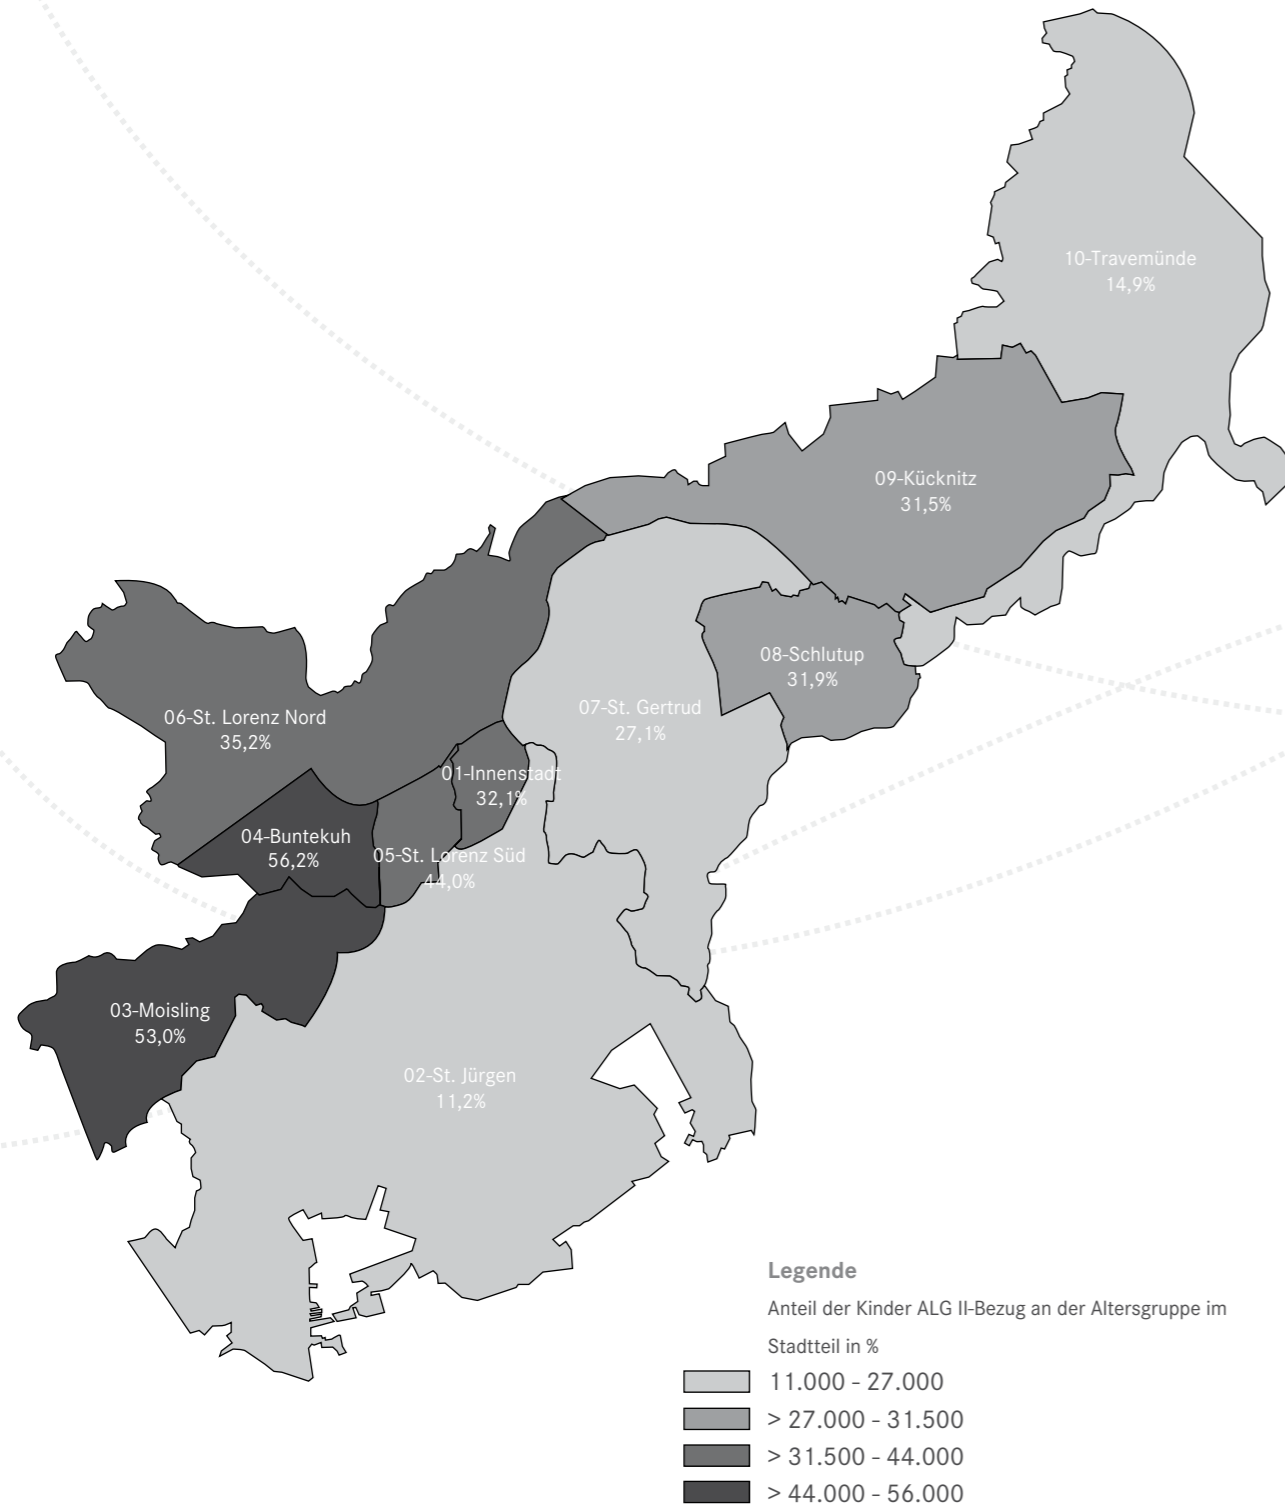 10-Travemünde
14,9%
09-Kücknitz
31,5%
08-Schlutup
31,9%
07-St. Gertrud
27,1%
06-St. Lorenz Nord
35,2%
01-Innenstadt
32,1%
04-Buntekuh
56,2%
05-St. Lorenz Süd
44,0%
03-Moisling
53,0%
02-St. Jürgen
11,2%
Legende
Anteil der Kinder ALG II-Bezug an der Altersgruppe im
Stadtteil in %
11.000 - 27.000
> 27.000 - 31.500
> 31.500 - 44.000
> 44.000 - 56.000